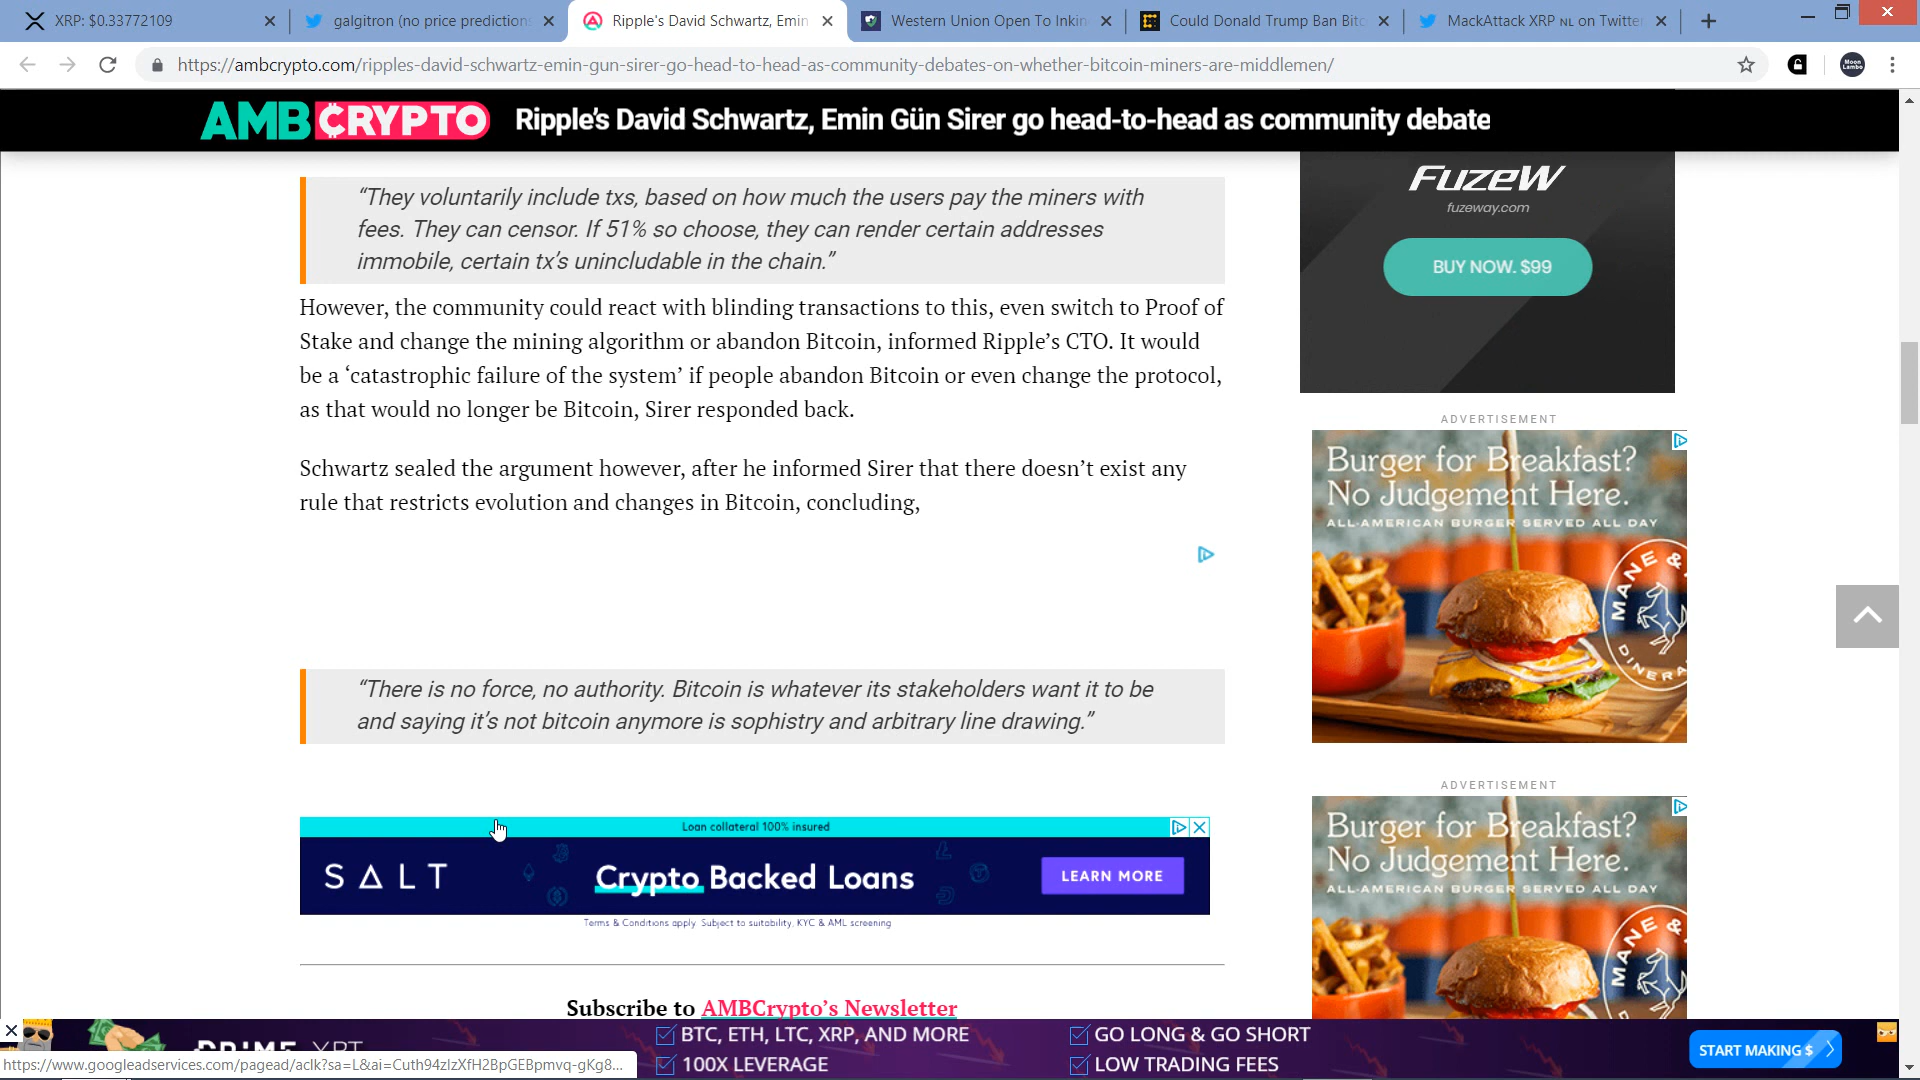 XRP: $0.33772109
galgitron (no price prediction
Ripple's David Schwartz, Emin
Western Union Open To Inkin
Could Donald Trump Ban Bitc
MackAttack XRP NL on Twitte
https://ambcrypto.com/ripples-david-schwartz-emin-gun-sirer-go-head-to-head-as-community-debates-on-whether-bitcoin-miners-are-middlemen/
Moon Lambo
AMBCRYPTO
Ripple's David Schwartz, Emin Gün Sirer go head-to-head as community debate
“They voluntarily include txs, based on how much the users pay the miners with
fees. They can censor. If 51% so choose, they can render certain addresses
immobile, certain tx’s unincludable in the chain.”
However, the community could react with blinding transactions to this, even switch to Proof of
Stake and change the mining algorithm or abandon Bitcoin, informed Ripple’s CTO. It would
be a ‘catastrophic failure of the system’ if people abandon Bitcoin or even change the protocol,
as that would no longer be Bitcoin, Sirer responded back.
Schwartz sealed the argument however, after he informed Sirer that there doesn’t exist any
rule that restricts evolution and changes in Bitcoin, concluding,
“There is no force, no authority. Bitcoin is whatever its stakeholders want it to be
and saying it’s not bitcoin anymore is sophistry and arbitrary line drawing.”
Loan collateral 100% insured
SALT
Crypto Backed Loans
LEARN MORE
Terms & Conditions apply. Subject to suitability, KYC & AML screening
Subscribe to AMBCrypto’s Newsletter
FUZEW
fuzeway.com
BUY NOW. $99
ADVERTISEMENT
Burger for Breakfast?
No Judgement Here.
ALL-AMERICAN BURGER SERVED ALL DAY
MANE &
DINER
ADVERTISEMENT
Burger for Breakfast?
No Judgement Here.
ALL-AMERICAN BURGER SERVED ALL DAY
MANE &
PRIME XBT
BTC, ETH, LTC, XRP, AND MORE
100X LEVERAGE
GO LONG & GO SHORT
LOW TRADING FEES
START MAKING $
https://www.googleadservices.com/pagead/aclk?sa=L&ai=Cuth94zIzXfH2BpGEBpmvq-gKg8...